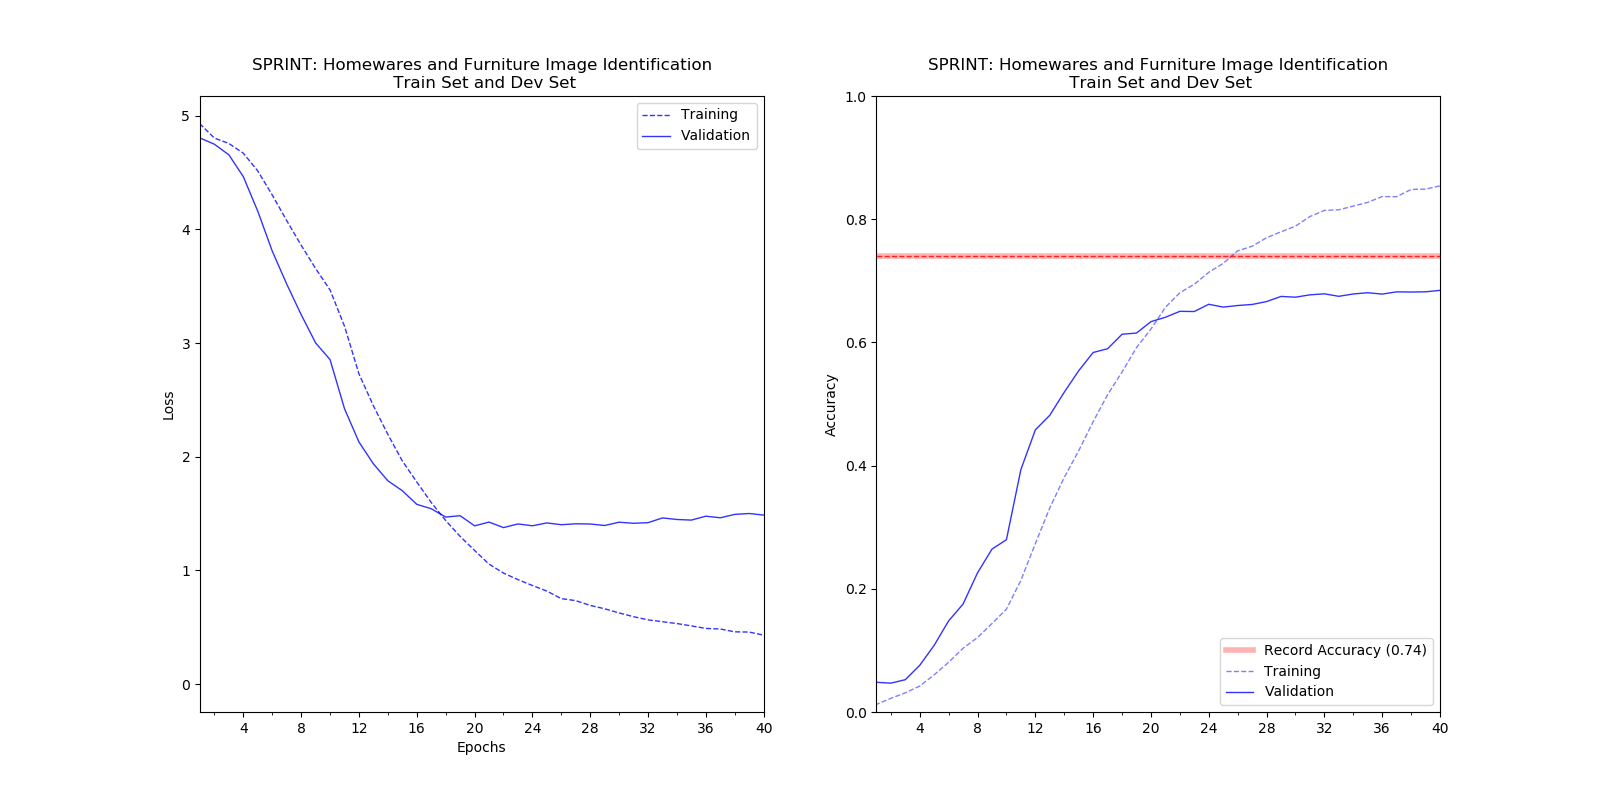 SPRINT: Homewares and Furniture Image Identification
Train Set and Dev Set
Training
Validation
5
4
3
2
1
0
Loss
4
8
12
16
20
24
28
32
36
40
Epochs
SPRINT: Homewares and Furniture Image Identification
Train Set and Dev Set
1.0
0.8
0.6
0.4
0.2
0.0
Accuracy
Record Accuracy (0.74)
Training
Validation
4
8
12
16
20
24
28
32
36
40